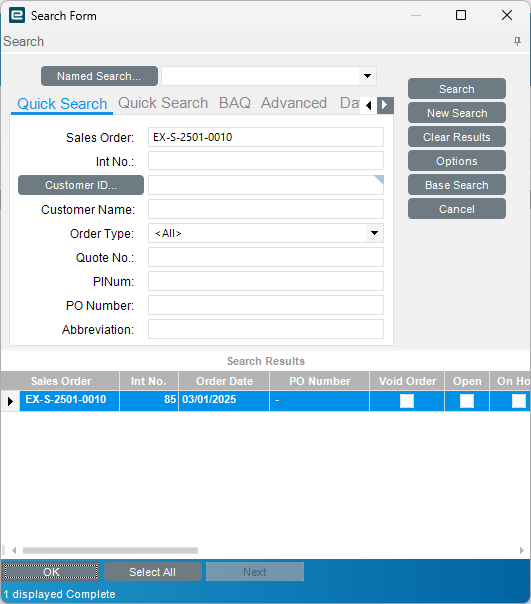 Search Form
Search
Named Search...
Quick Search Quick Search BAQ Advanced Da
Sales Order: EX-S-2501-0010
Int No.:
Customer ID...
Customer Name:
Order Type: <All>
Quote No.:
PINum:
PO Number:
Abbreviation:
Search
New Search
Clear Results
Options
Base Search
Cancel
Search Results
Sales Order Int No. Order Date PO Number Void Order Open On Ho
EX-S-2501-0010 85 03/01/2025 -
OK Select All Next
1 displayed Complete